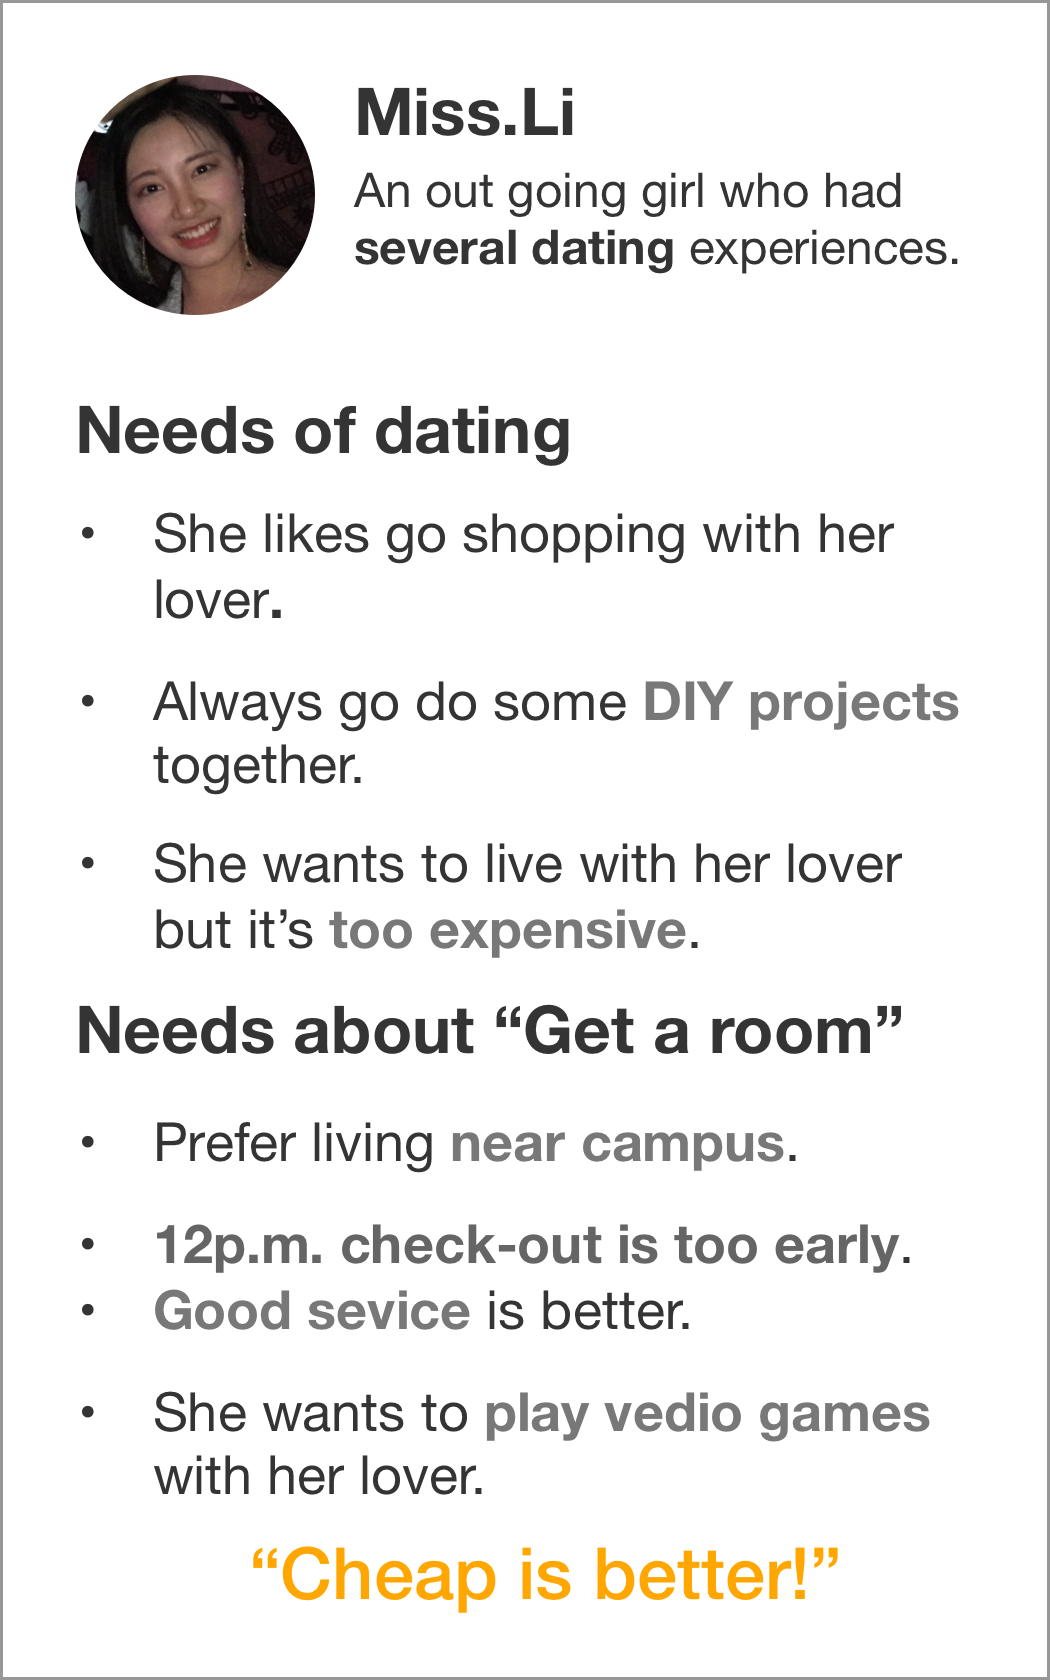 Miss.Li
An out going girl who had
several dating experiences.
Needs of dating
• She likes go shopping with her
lover.
• Always go do some DIY projects
together.
• She wants to live with her lover
but it’s too expensive.
Needs about “Get a room”
• Prefer living near campus.
• 12p.m. check-out is too early.
• Good sevice is better.
• She wants to play vedio games
with her lover.
“Cheap is better!”